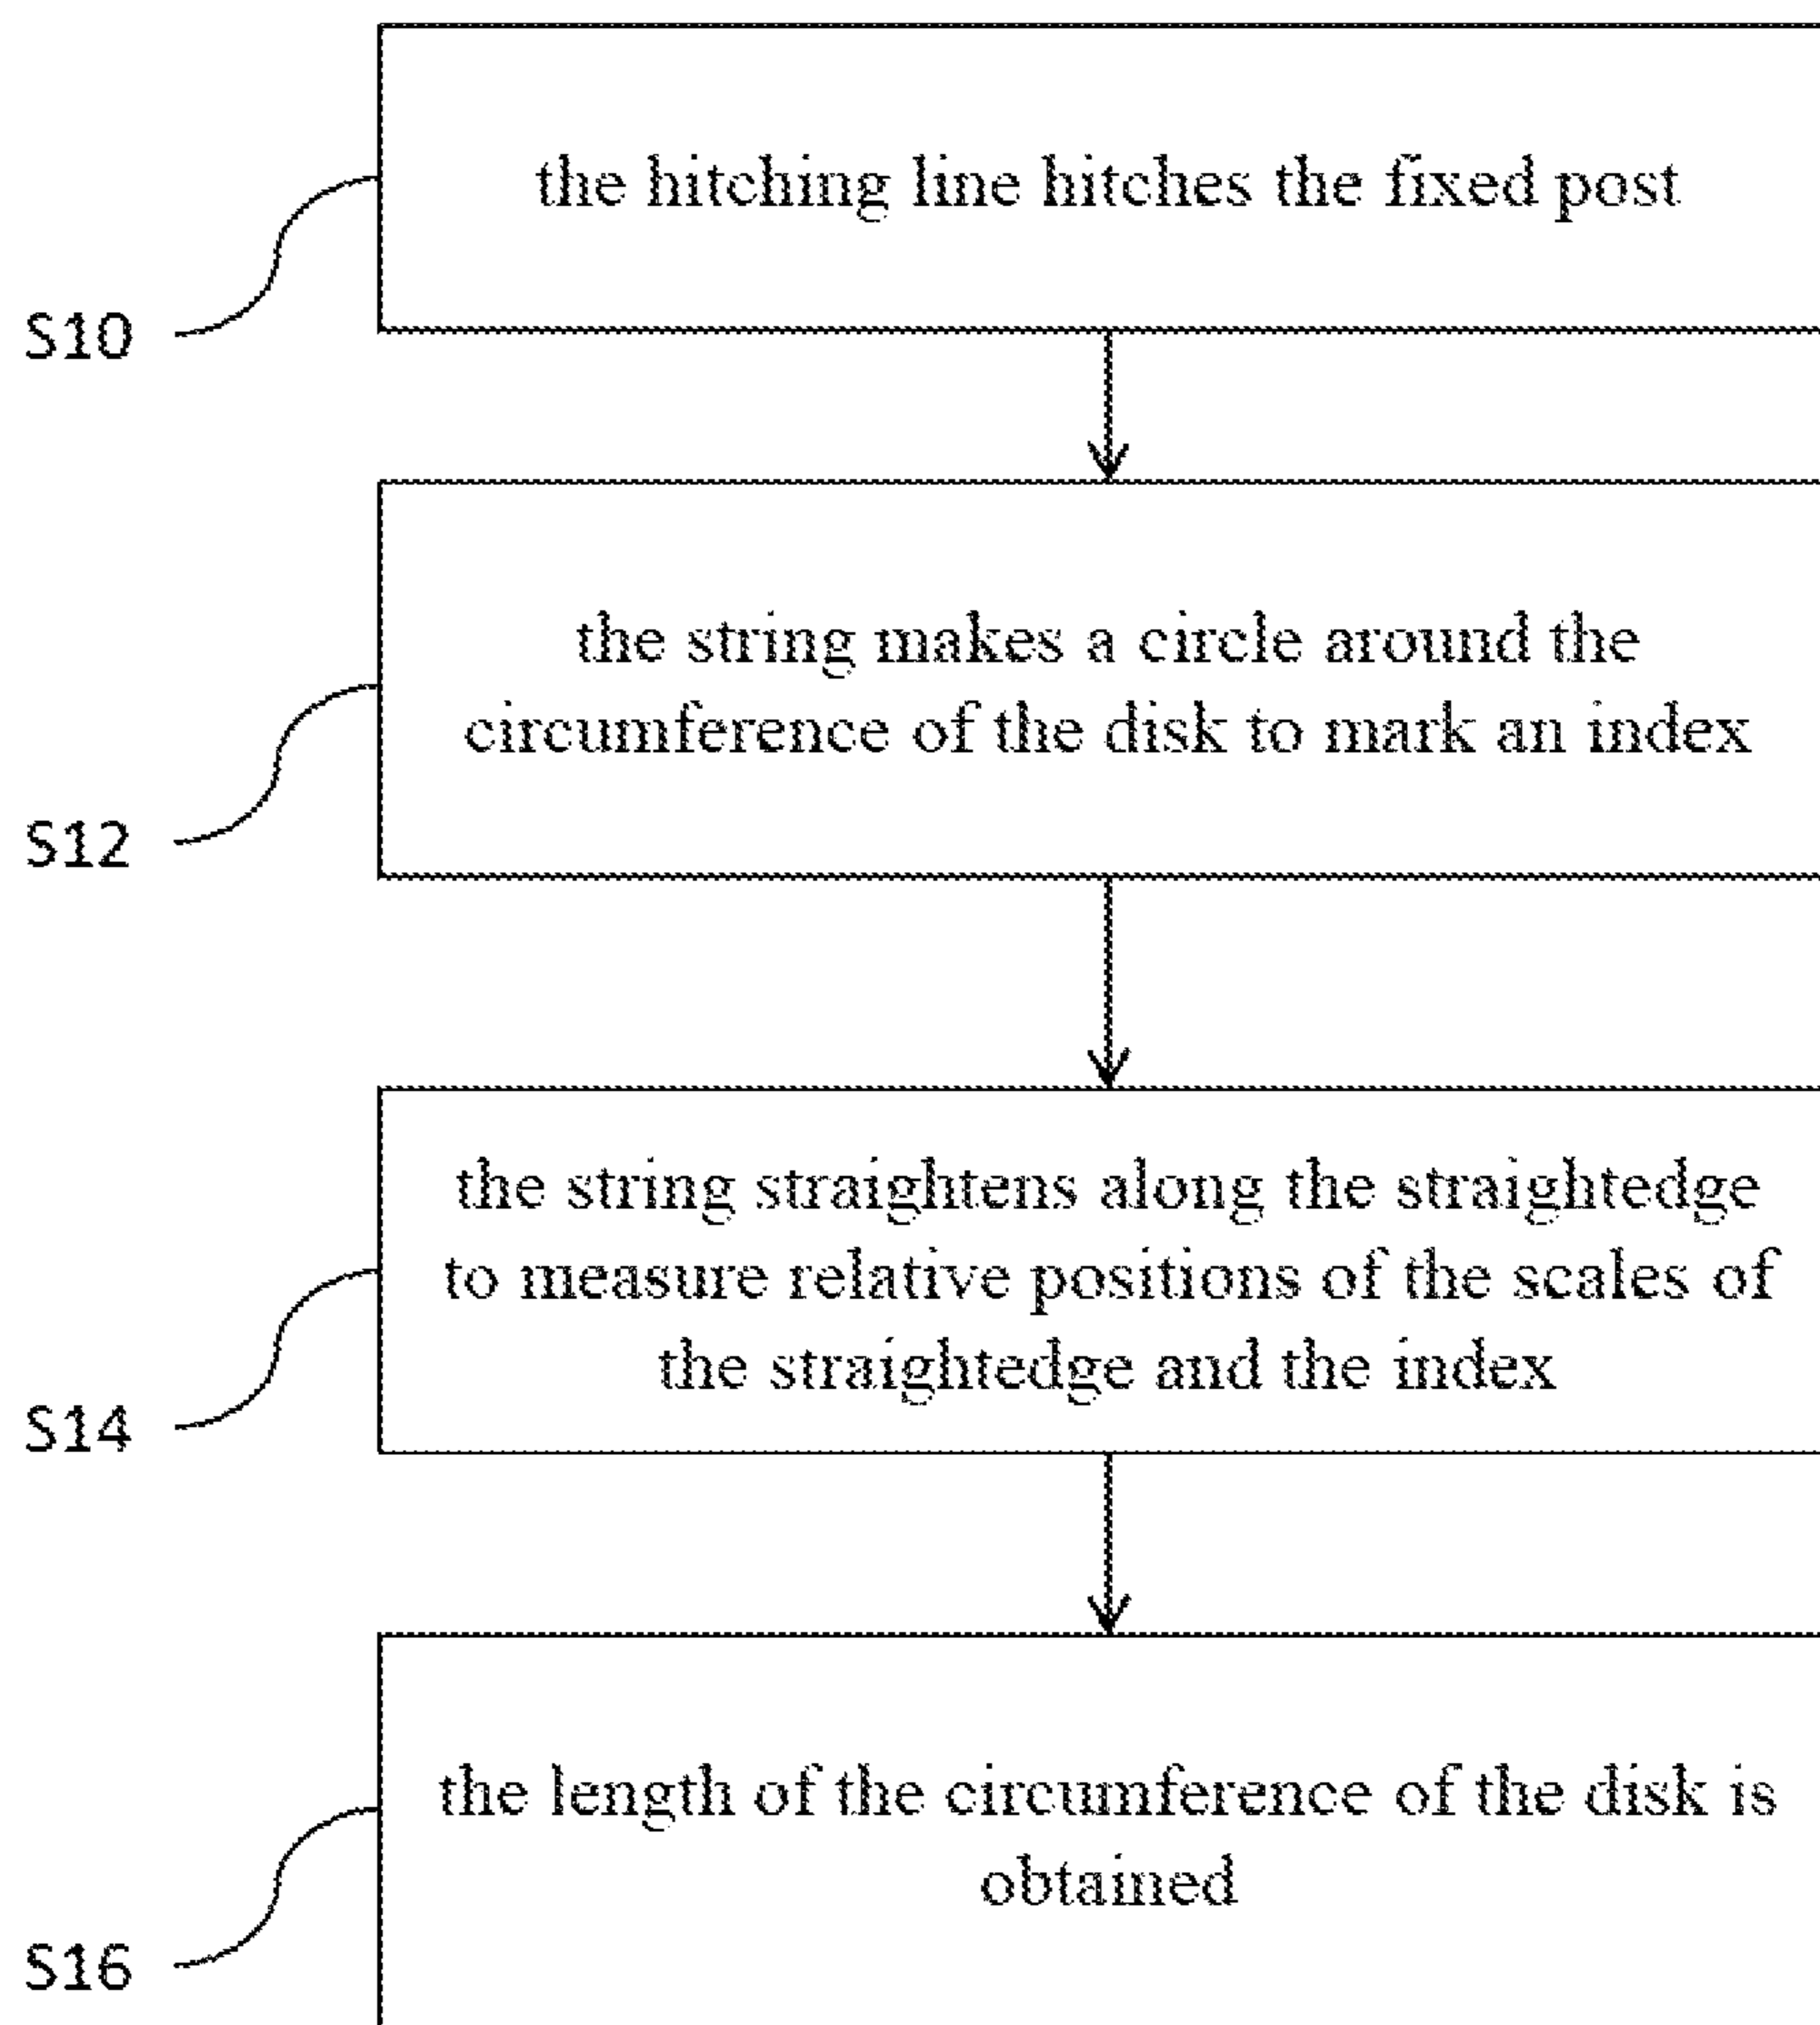 the hitching line hitches the fixed post
S10
the string makes a circle around the
circumference of the disk to mark an index
S12
the string straightens along the straightedge
to measure relative positions of the scales of
the straightedge and the index
S14
the length of the circumference of the disk is
obtained
S16